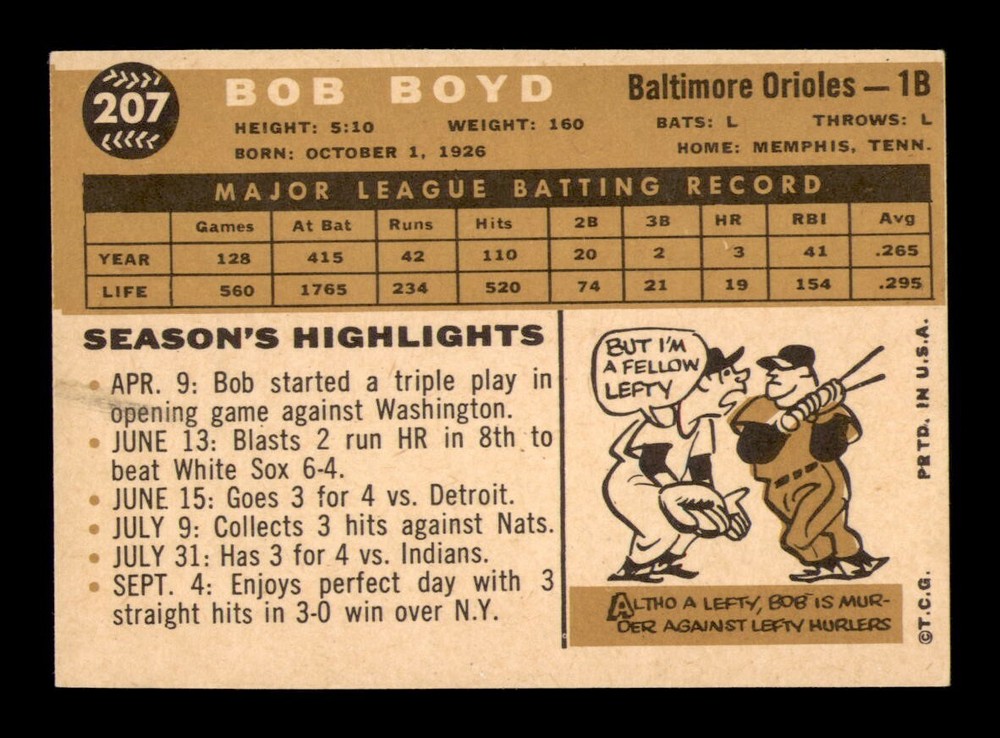 207
BOB BOYD
Baltimore Orioles — 1B
HEIGHT: 5:10 WEIGHT: 160 BATS: L THROWS: L
BORN: OCTOBER 1, 1926 HOME: MEMPHIS, TENN.
MAJOR LEAGUE BATTING RECORD
Games At Bat Runs Hits 2B 3B HR RBI Avg
YEAR 128 415 42 110 20 2 3 41 .265
LIFE 560 1765 234 520 74 21 19 154 .295
SEASON'S HIGHLIGHTS
• APR. 9: Bob started a triple play in
opening game against Washington.
• JUNE 13: Blasts 2 run HR in 8th to
beat White Sox 6-4.
• JUNE 15: Goes 3 for 4 vs. Detroit.
• JULY 9: Collects 3 hits against Nats.
• JULY 31: Has 3 for 4 vs. Indians.
• SEPT. 4: Enjoys perfect day with 3
straight hits in 3-0 win over N.Y.
BUT I'M
A FELLOW
LEFTY
ALTHO A LEFTY, BOB IS MUR-
DER AGAINST LEFTY HURLERS
©T.C.G. PRTD. IN U.S.A.